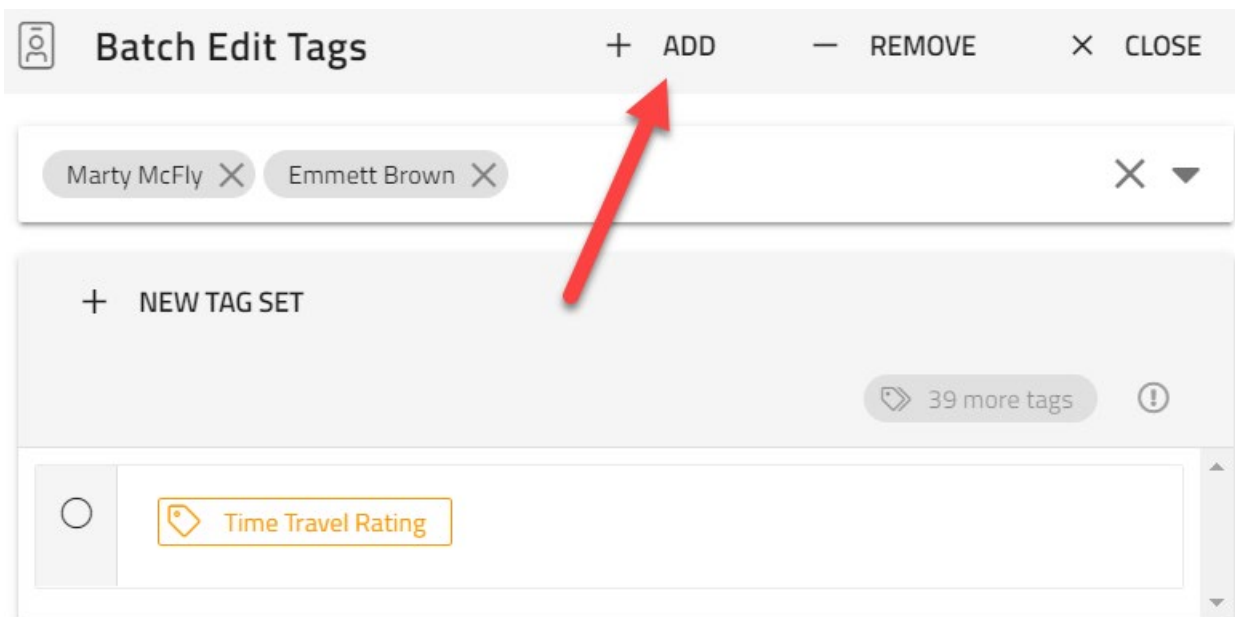 Batch Edit Tags + ADD — REMOVE × CLOSE
Marty McFly Emmett Brown
+ NEW TAG SET
39 more tags
Time Travel Rating